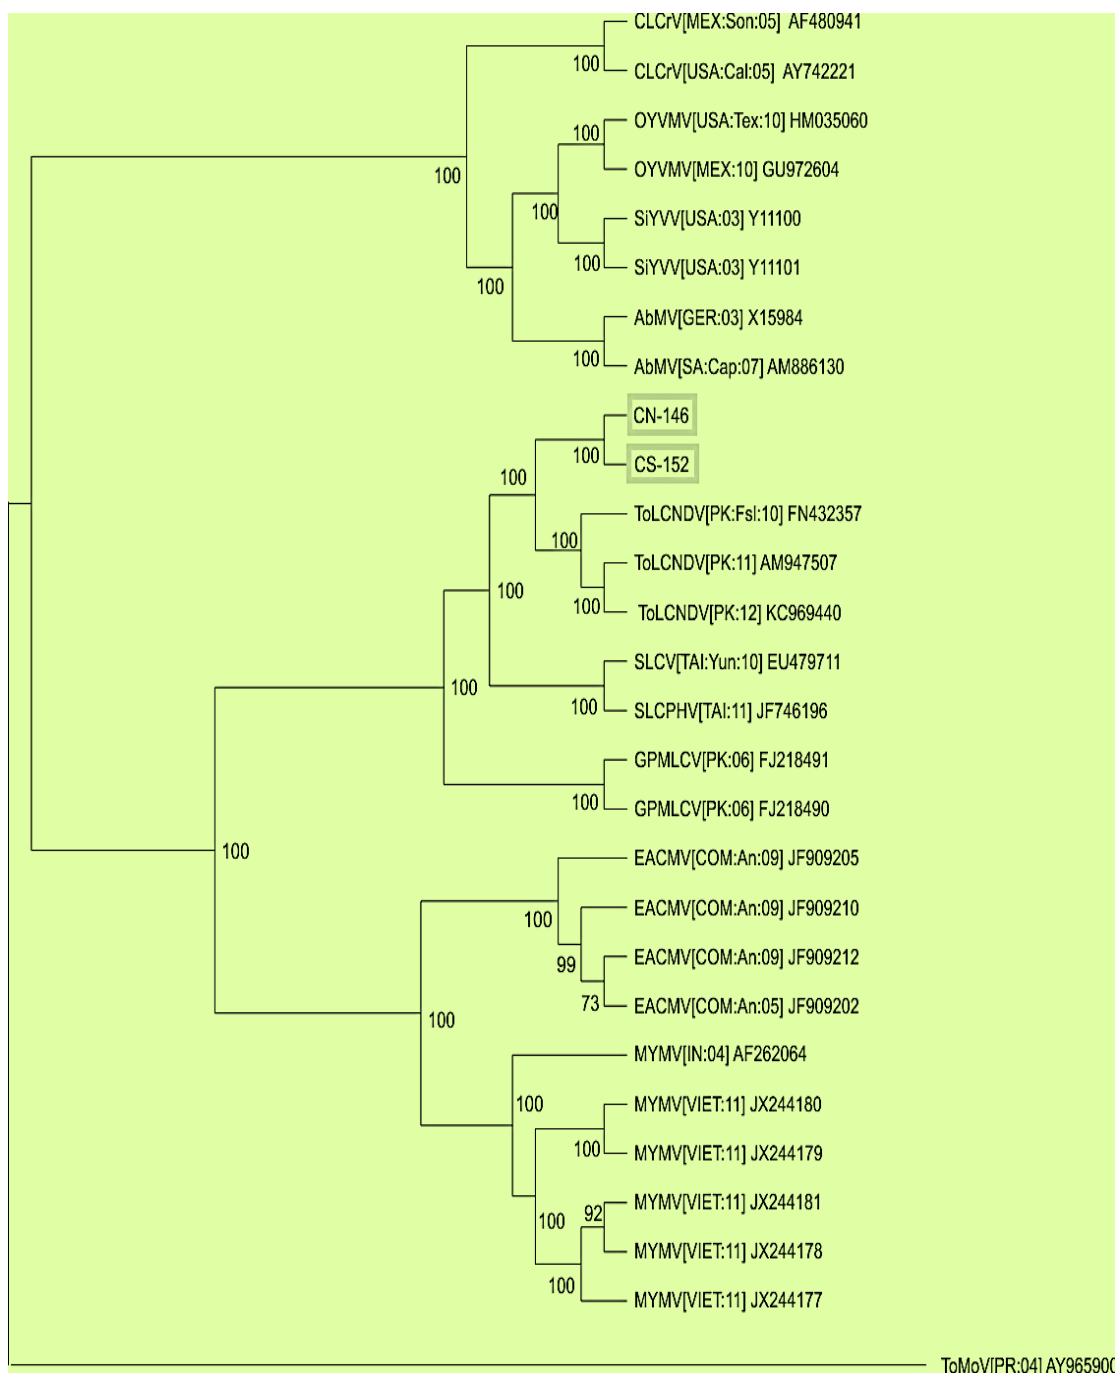 CLCrV[MEX:Son:05] AF480941
100
CLCrV[USA:Cal:05] AY742221
100
OYVMV[USA:Tex:10] HM035060
100
OYVMV[MEX:10] GU972604
100
SiYVV[USA:03] Y11100
100
SiYVV[USA:03] Y11101
100
AbMV[GER:03] X15984
100
AbMV[SA:Cap:07] AM886130
CN-146
100
CS-152
100
ToLCNDV[PK:Fsl:10] FN432357
100
ToLCNDV[PK:11] AM947507
100
100
ToLCNDV[PK:12] KC969440
SLCV[TAI:Yun:10] EU479711
100
100
SLCPHV[TAI:11] JF746196
GPMLCV[PK:06] FJ218491
100
GPMLCV[PK:06] FJ218490
100
EACMV[COM:An:09] JF909205
100
EACMV[COM:An:09] JF909210
99
EACMV[COM:An:09] JF909212
73
EACMV[COM:An:05] JF909202
100
MYMV[IN:04] AF262064
100
MYMV[VIET:11] JX244180
100
MYMV[VIET:11] JX244179
92
MYMV[VIET:11] JX244181
100
MYMV[VIET:11] JX244178
100
MYMV[VIET:11] JX244177
ToMoV[PR:04] AY965900